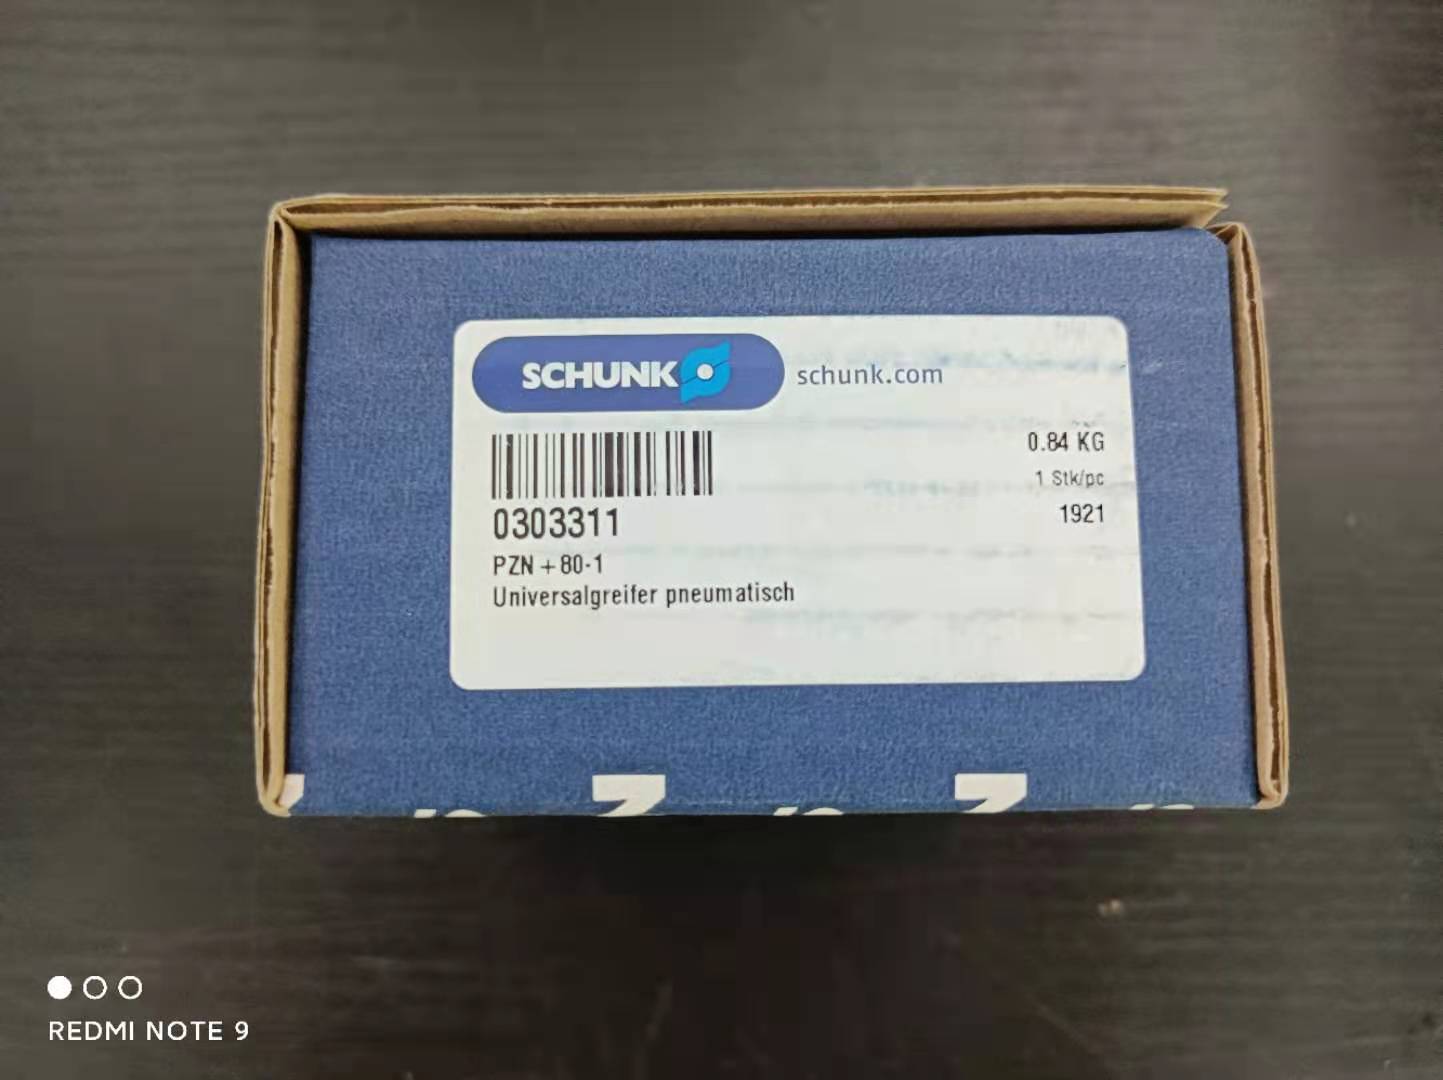 SCHUNK schunk.com
0.84 KG
1 Stk/pc
0303311
1921
PZN +80-1
Universalgreifer pneumatisch
REDMI NOTE 9